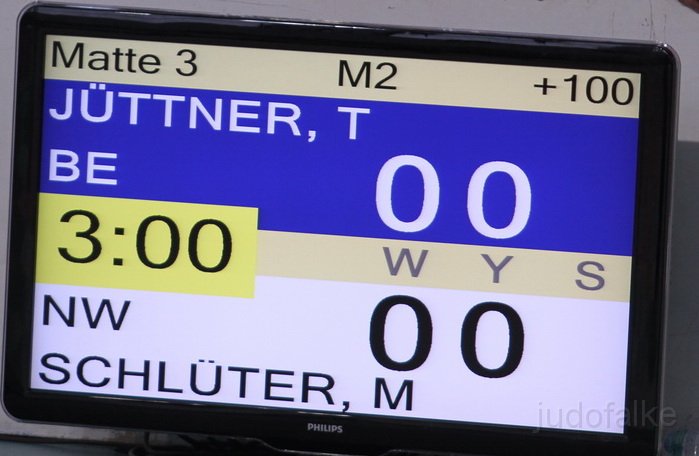 Matte 3 M2 +100
JÜTTNER, T
BE 0 0
3:00 W Y S
NW 0 0
SCHLÜTER, M
PHILIPS
judofalke